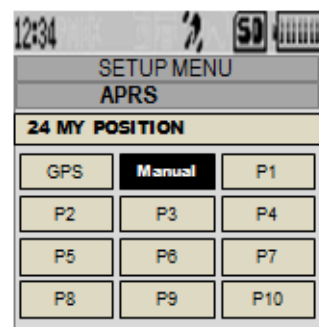 12:34 SD
SETUP MENU
APRS
24 MY POSITION
GPS Manual P1
P2 P3 P4
P5 P6 P7
P8 P9 P10